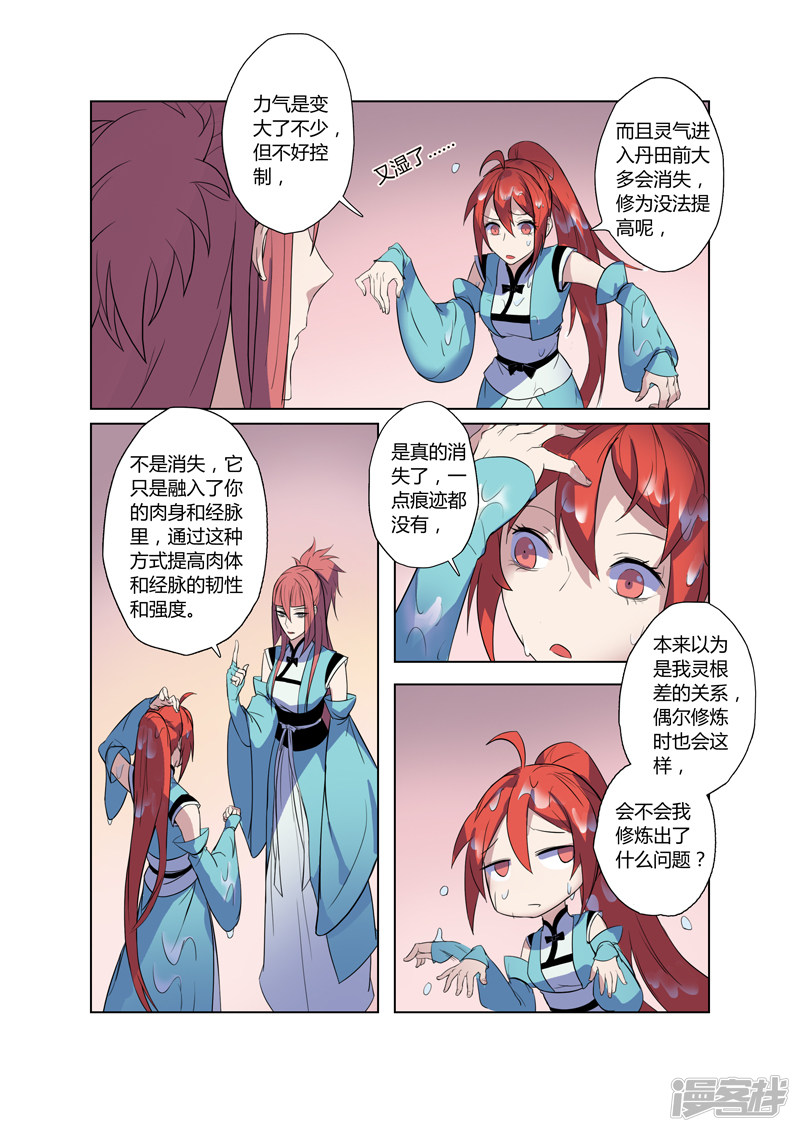 力气是变
大了不少，
但不好控
制，
又湿了……
而且灵气进
入丹田前大
多会消失，
修为没法提
高呢，
是真的消
失了，一
点痕迹都
没有，
不是消失，它
只是融入了你
的肉身和经脉
里，通过这种
方式提高肉体
和经脉的韧性
和强度。
本来以为
是我灵根
差的关系，
偶尔修炼
时也会这
样，
会不会我
修炼出了
什么问题？
漫客栈